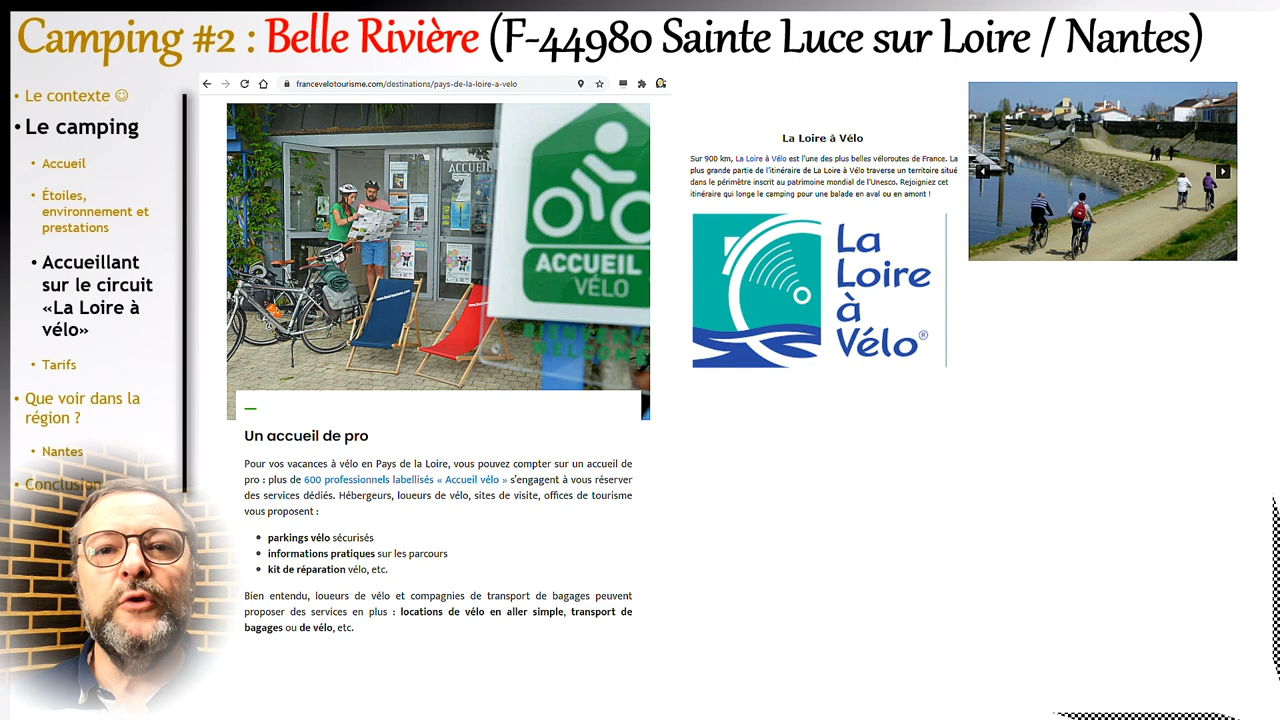 Camping #2 : Belle Rivière (F-44980 Sainte Luce sur Loire / Nantes)
• Le contexte ☺
• Le camping
• Accueil
• Étoiles,
environnement et
prestations
• Accueillant
sur le circuit
«La Loire à
vélo»
• Tarifs
• Que voir dans la
région ?
• Nantes
• Conclusion
francevelotourisme.com/destinations/pays-de-la-loire-a-velo
ACCUEIL
ACCUEIL
VÉLO
BIENVENUE
WELCOME
Un accueil de pro
Pour vos vacances à vélo en Pays de la Loire, vous pouvez compter sur un accueil de
pro : plus de 600 professionnels labellisés « Accueil vélo » s'engagent à vous réserver
des services dédiés. Hébergeurs, loueurs de vélo, sites de visite, offices de tourisme
vous proposent :
• parkings vélo sécurisés
• informations pratiques sur les parcours
• kit de réparation vélo, etc.
Bien entendu, loueurs de vélo et compagnies de transport de bagages peuvent
proposer des services en plus : locations de vélo en aller simple, transport de
bagages ou de vélo, etc.
La Loire à Vélo
Sur 900 km, La Loire à Vélo est l'une des plus belles véloroutes de France. La
plus grande partie de l'itinéraire de La Loire à Vélo traverse un territoire situé
dans le périmètre inscrit au patrimoine mondial de l'Unesco. Rejoignez cet
itinéraire qui longe le camping pour une balade en aval ou en amont !
La
Loire
à
Vélo®